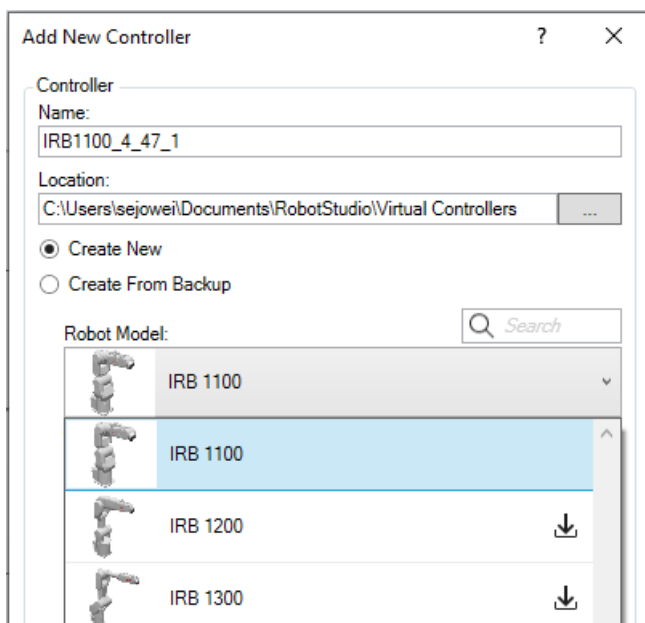 Add New Controller ?
Controller
Name:
IRB1100_4_47_1
Location:
C:\Users\sejowei\Documents\RobotStudio\Virtual Controllers ...
Create New
Create From Backup
Robot Model: Search
IRB 1100
IRB 1100
IRB 1200
IRB 1300